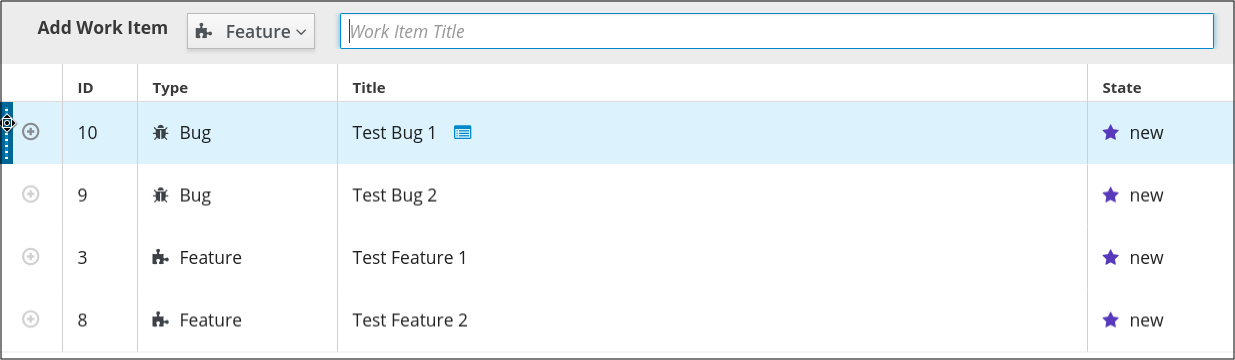 Add Work Item Feature Work Item Title
ID Type Title State
10 Bug Test Bug 1 new
9 Bug Test Bug 2 new
3 Feature Test Feature 1 new
8 Feature Test Feature 2 new